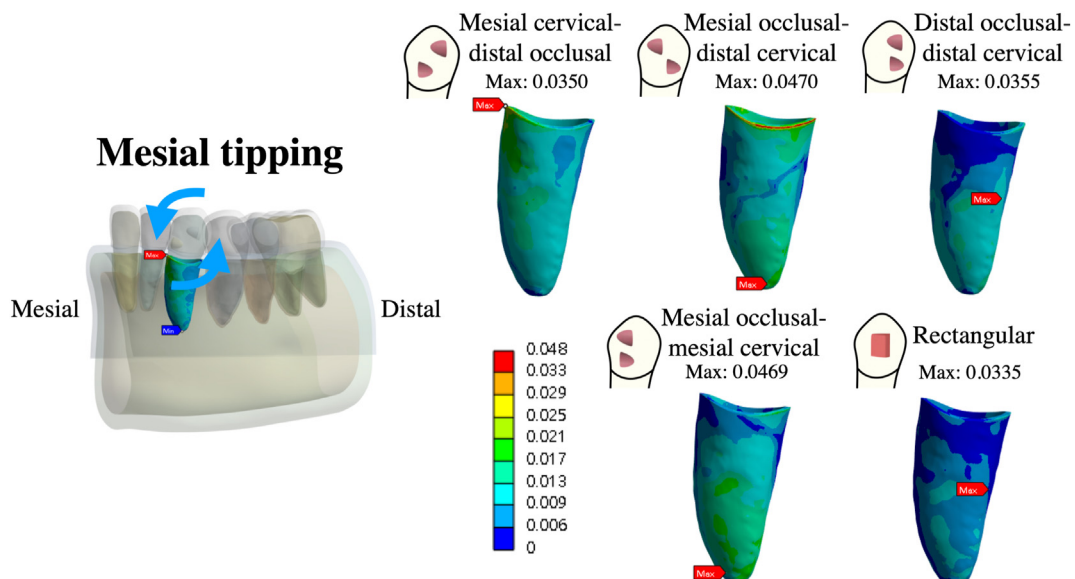 Mesial cervical-
distal occlusal
Max: 0.0350
Max
Mesial occlusal-
distal cervical
Max: 0.0470
Max
Distal occlusal-
distal cervical
Max: 0.0355
Max
Mesial tipping
Max
Min
Mesial
Distal
0.048
0.033
0.029
0.025
0.021
0.017
0.013
0.009
0.006
0
Mesial occlusal-
mesial cervical
Max: 0.0469
Max
Rectangular
Max: 0.0335
Max